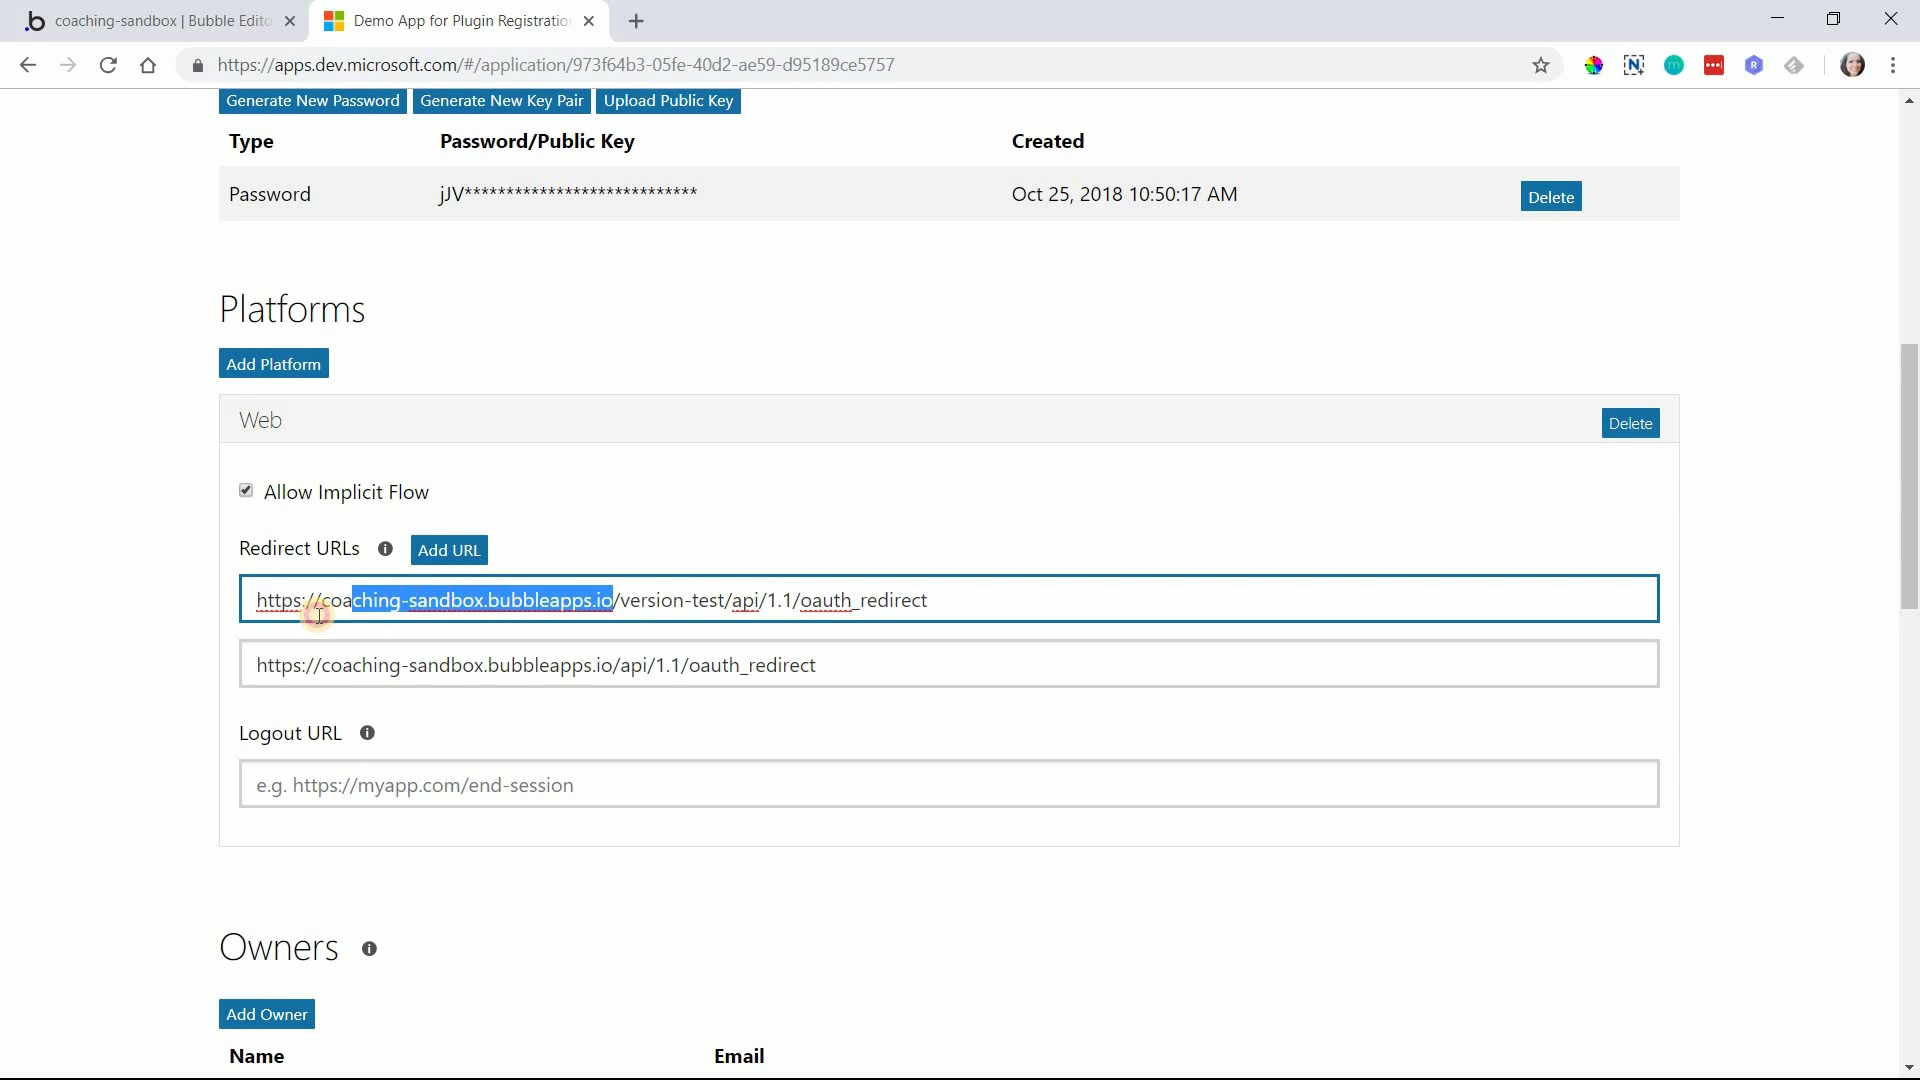 coaching-sandbox | Bubble Edito
Demo App for Plugin Registratio
https://apps.dev.microsoft.com/#/application/973f64b3-05fe-40d2-ae59-d95189ce5757
Generate New Password Generate New Key Pair Upload Public Key
Type Password/Public Key Created
Password jJV**************************** Oct 25, 2018 10:50:17 AM Delete
Platforms
Add Platform
Web Delete
Allow Implicit Flow
Redirect URLs Add URL
https://coaching-sandbox.bubbleapps.io/version-test/api/1.1/oauth_redirect
https://coaching-sandbox.bubbleapps.io/api/1.1/oauth_redirect
Logout URL
e.g. https://myapp.com/end-session
Owners
Add Owner
Name Email